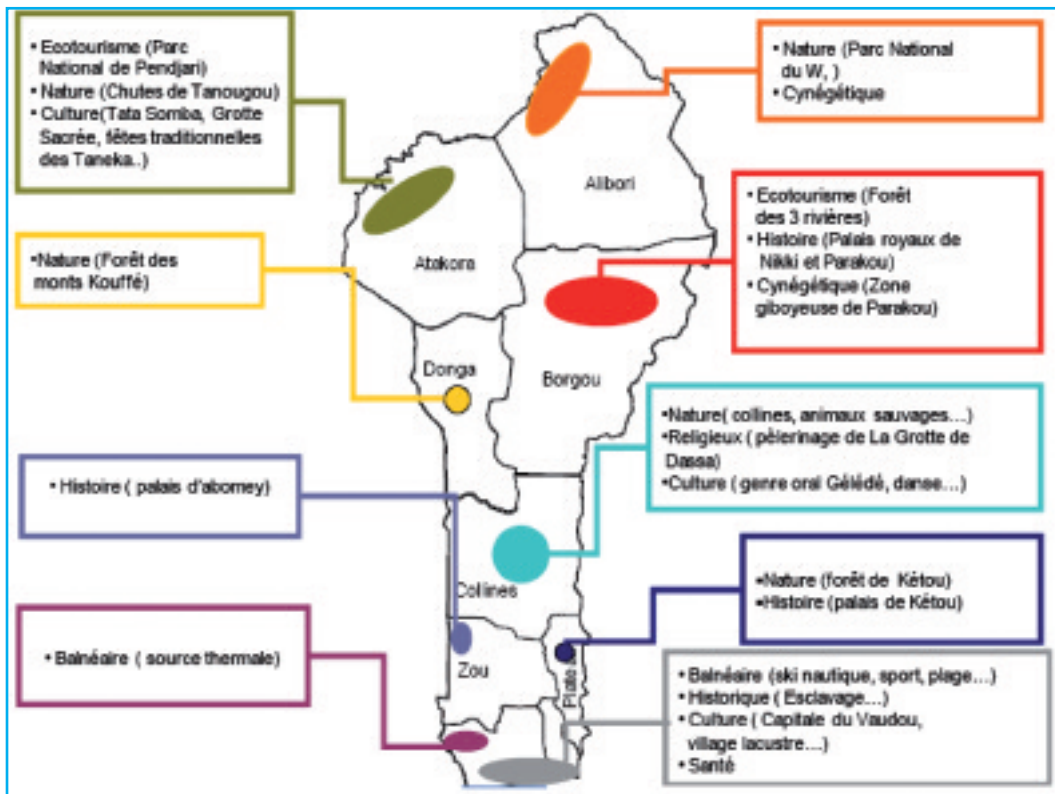 • Ecotourisme (Parc
National de Pendjari)
• Nature (Chutes de Tanougou)
• Culture(Tata Somba, Grotte
Sacrée, fêtes traditionnelles
des Taneka..)
• Nature (Parc National
du W, )
• Cynégétique
Alibori
• Ecotourisme (Forêt
des 3 rivières)
• Histoire (Palais royaux de
Nikki et Parakou)
• Cynégétique (Zone
giboyeuse de Parakou)
Atakora
•Nature (Forêt des
monts Kouffé)
Donga
Borgou
•Nature( collines, animaux sauvages…)
•Religieux ( pèlerinage de La Grotte de
Dassa)
•Culture ( genre oral Gélédé, danse…)
• Histoire ( palais d'abomey)
Collines
•Nature (forêt de Kétou)
•Histoire (palais de Kétou)
• Balnéaire ( source thermale)
Zou
Plate
• Balnéaire (ski nautique, sport, plage…)
• Historique ( Esclavage…)
• Culture ( Capitale du Vaudou,
village lacustre…)
• Santé